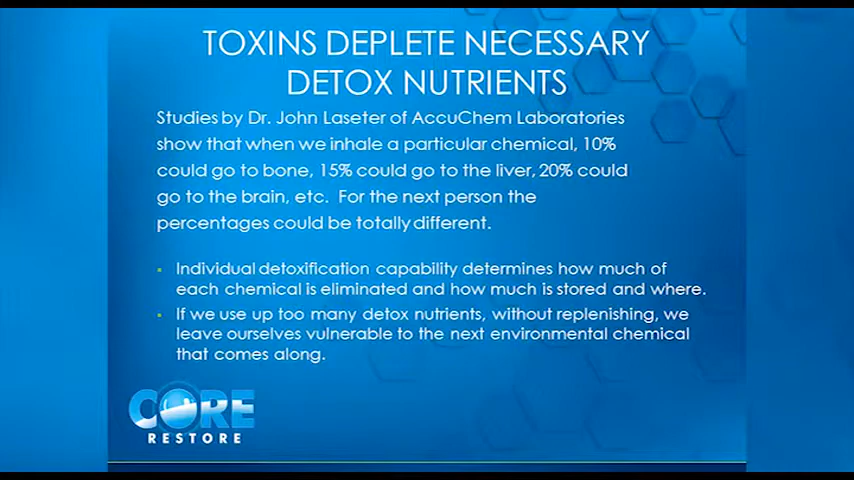 TOXINS DEPLETE NECESSARY
DETOX NUTRIENTS
Studies by Dr. John Laseter of AccuChem Laboratories
show that when we inhale a particular chemical, 10%
could go to bone, 15% could go to the liver, 20% could
go to the brain, etc. For the next person the
percentages could be totally different.
▪ Individual detoxification capability determines how much of
each chemical is eliminated and how much is stored and where.
▪ If we use up too many detox nutrients, without replenishing, we
leave ourselves vulnerable to the next environmental chemical
that comes along.
CORE
RESTORE